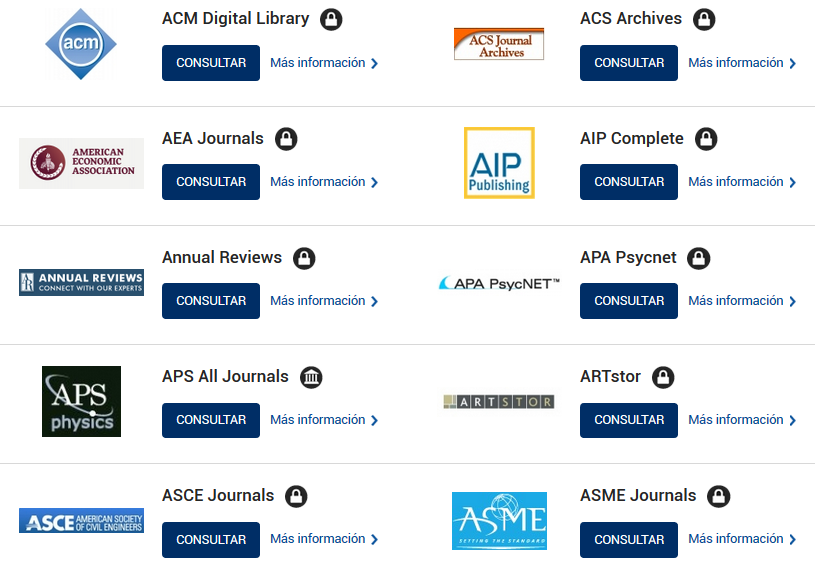 acm
ACM Digital Library
CONSULTAR
Más información
ACS Journal
Archives
ACS Archives
CONSULTAR
Más información
AMERICAN
ECONOMIC
ASSOCIATION
AEA Journals
CONSULTAR
Más información
AIP
Publishing
AIP Complete
CONSULTAR
Más información
ANNUAL REVIEWS
CONNECT WITH OUR EXPERTS
Annual Reviews
CONSULTAR
Más información
APA PsycNET™
APA Psycnet
CONSULTAR
Más información
APS
physics
APS All Journals
CONSULTAR
Más información
ARTSTOR
ARTstor
CONSULTAR
Más información
ASCE AMERICAN SOCIETY
OF CIVIL ENGINEERS
ASCE Journals
CONSULTAR
Más información
ASME
SETTING THE STANDARD
ASME Journals
CONSULTAR
Más información